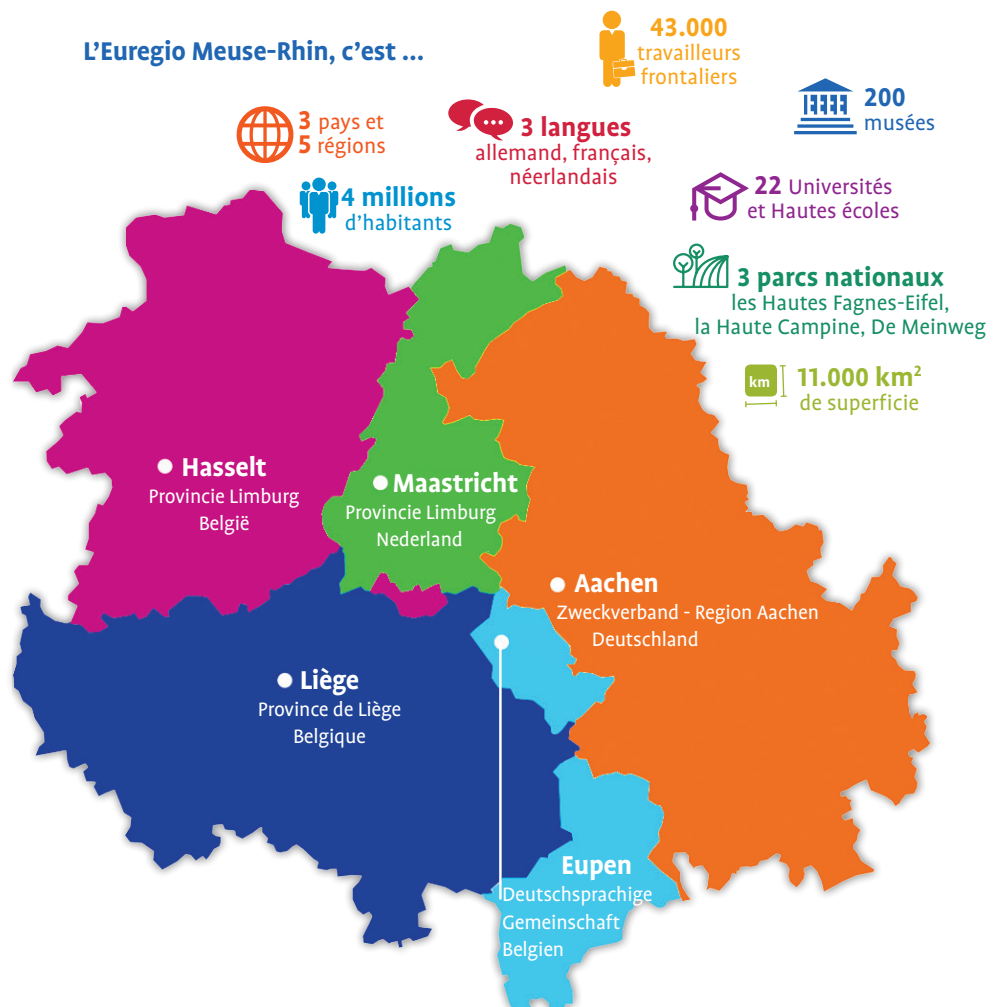 L'Euregio Meuse-Rhin, c'est ...
43.000
travailleurs
frontaliers
200
musées
3 pays et
5 régions
3 langues
allemand, français,
néerlandais
4 millions
d'habitants
22 Universités
et Hautes écoles
3 parcs nationaux
les Hautes Fagnes-Eifel,
la Haute Campine, De Meinweg
km
11.000 km²
de superficie
Hasselt
Provincie Limburg
België
Maastricht
Provincie Limburg
Nederland
Aachen
Zweckverband - Region Aachen
Deutschland
Liège
Province de Liège
Belgique
Eupen
Deutschsprachige
Gemeinschaft
Belgien